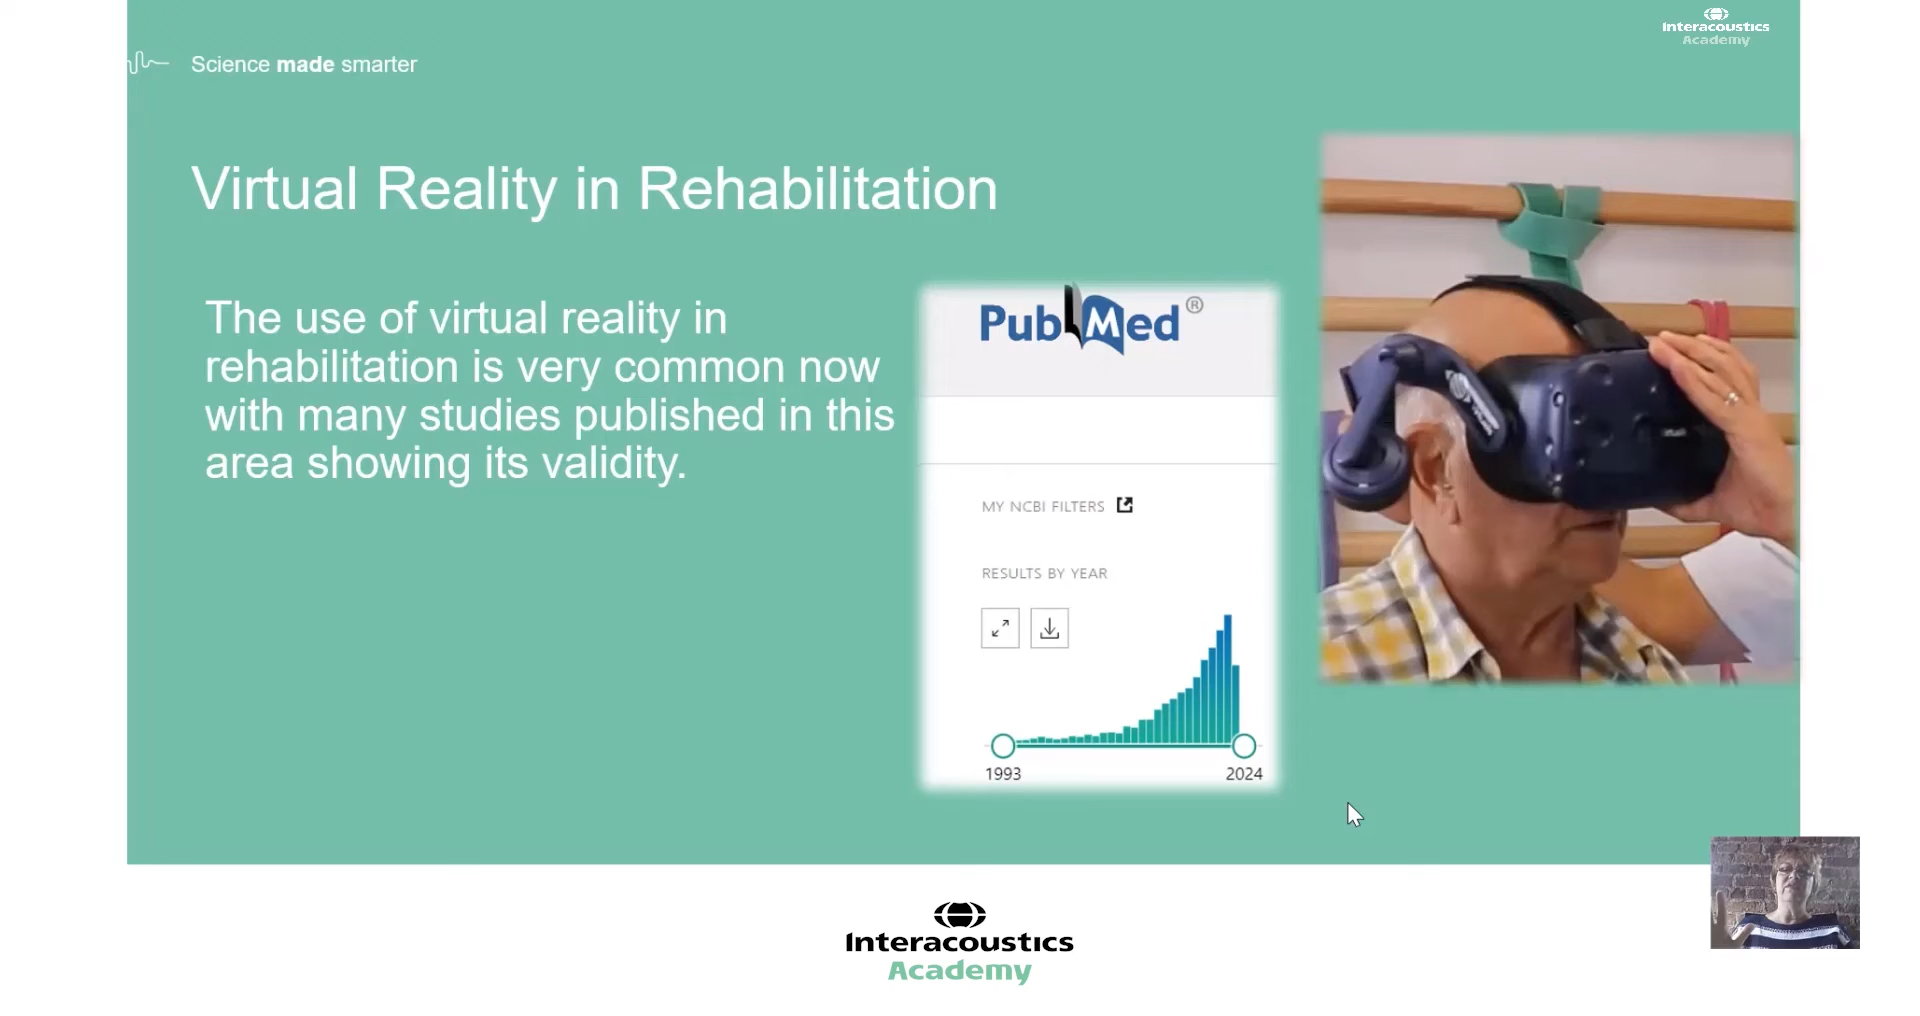 Interacoustics
Academy
Science made smarter
Virtual Reality in Rehabilitation
The use of virtual reality in
rehabilitation is very common now
with many studies published in this
area showing its validity.
PubMed®
MY NCBI FILTERS
RESULTS BY YEAR
1993
2024
Interacoustics
Academy